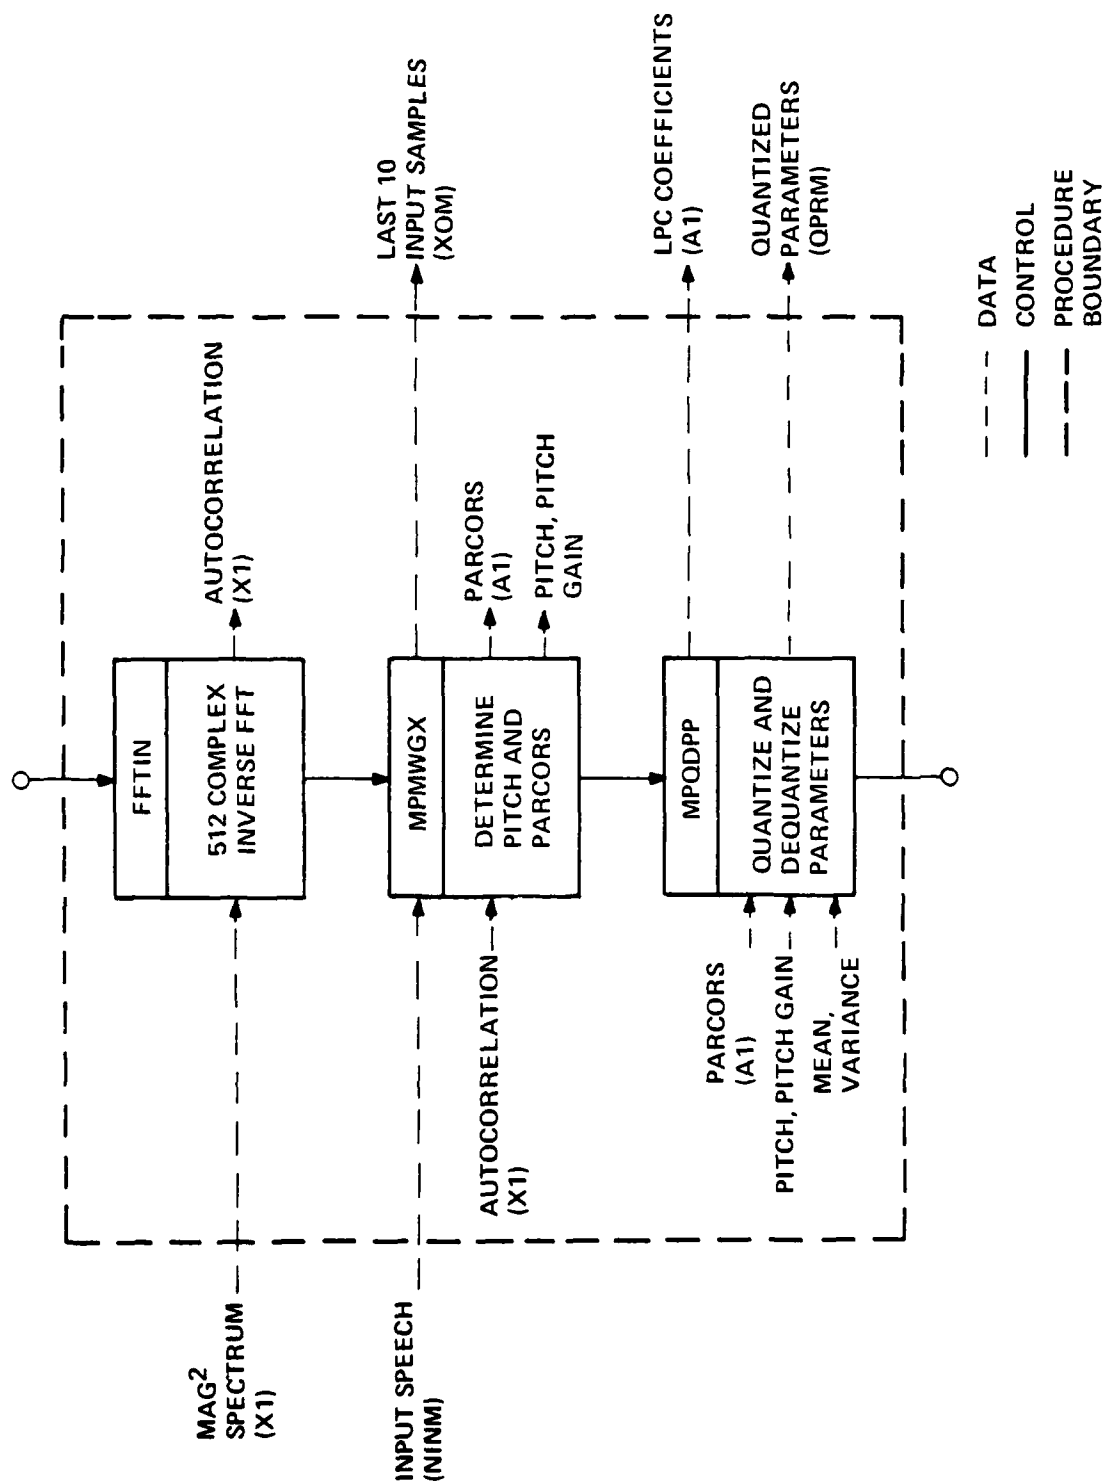 MAG2
SPECTRUM
(X1)
FFTIN
512 COMPLEX
INVERSE FFT
AUTOCORRELATION
(X1)
INPUT SPEECH
(NINM)
AUTOCORRELATION
(X1)
MPMWGX
DETERMINE
PITCH AND
PARCORS
LAST 10
INPUT SAMPLES
(XOM)
PARCORS
(A1)
PITCH, PITCH
GAIN
PARCORS
(A1)
PITCH, PITCH GAIN
MEAN,
VARIANCE
MPQDPP
QUANTIZE AND
DEQUANTIZE
PARAMETERS
LPC COEFFICIENTS
(A1)
QUANTIZED
PARAMETERS
(QPRM)
DATA
CONTROL
PROCEDURE
BOUNDARY